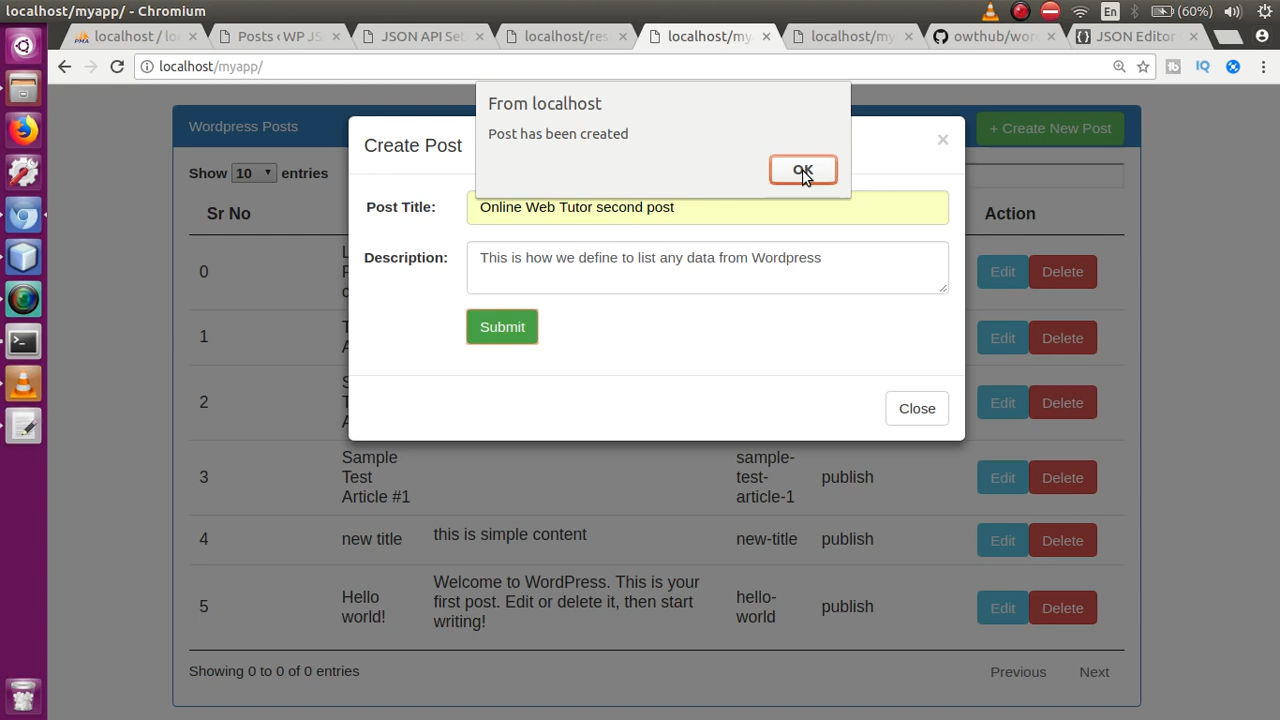 localhost/myapp/ - Chromium
En
(60%)
localhost / lo
Posts ‹ WP JS
JSON API Set
localhost/res
localhost/my
localhost/my
owthub/wor
JSON Editor
localhost/myapp/
IQ
From localhost
Post has been created
OK
Wordpress Posts
+ Create New Post
Create Post
×
Show 10 entries
Post Title:
Online Web Tutor second post
Sr No
Action
Description:
This is how we define to list any data from Wordpress
0
Edit
Delete
Submit
1
Edit
Delete
2
Edit
Delete
Close
3
Sample
Test
Article #1
sample-
test-
article-1
publish
Edit
Delete
4
new title
this is simple content
new-title
publish
Edit
Delete
5
Hello
world!
Welcome to WordPress. This is your
first post. Edit or delete it, then start
writing!
hello-
world
publish
Edit
Delete
Showing 0 to 0 of 0 entries
Previous
Next